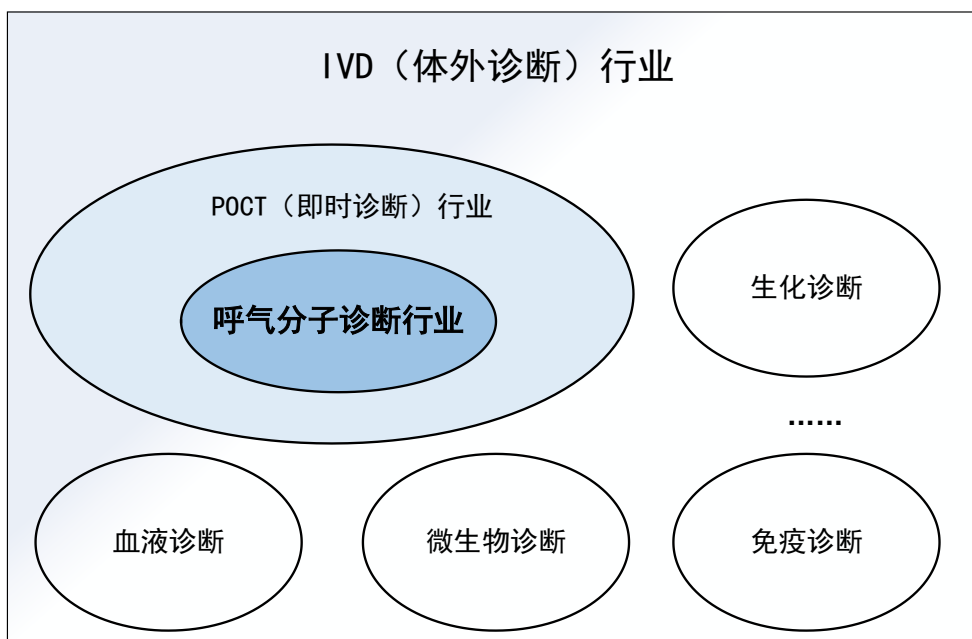 IVD（体外诊断）行业
POCT（即时诊断）行业
呼气分子诊断行业
生化诊断
……
血液诊断
微生物诊断
免疫诊断